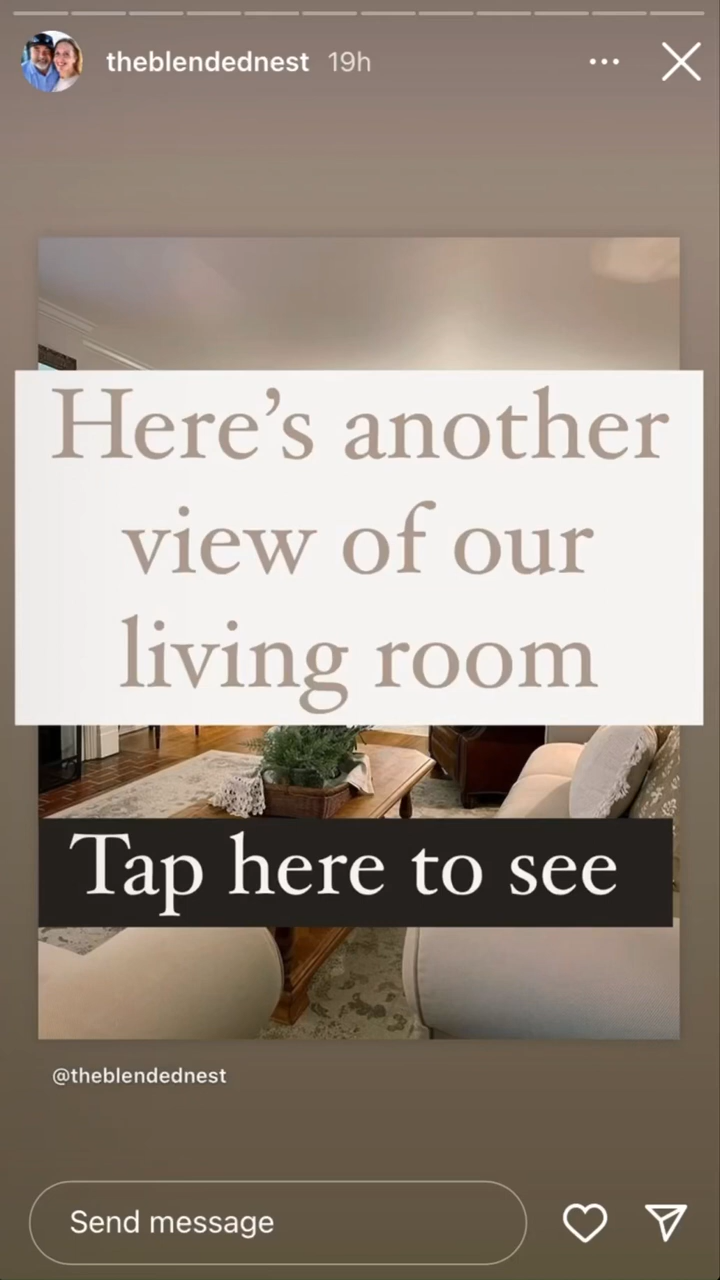 theblendednest 19h
Here's another
view of our
living room
Tap here to see
@theblendednest
Send message